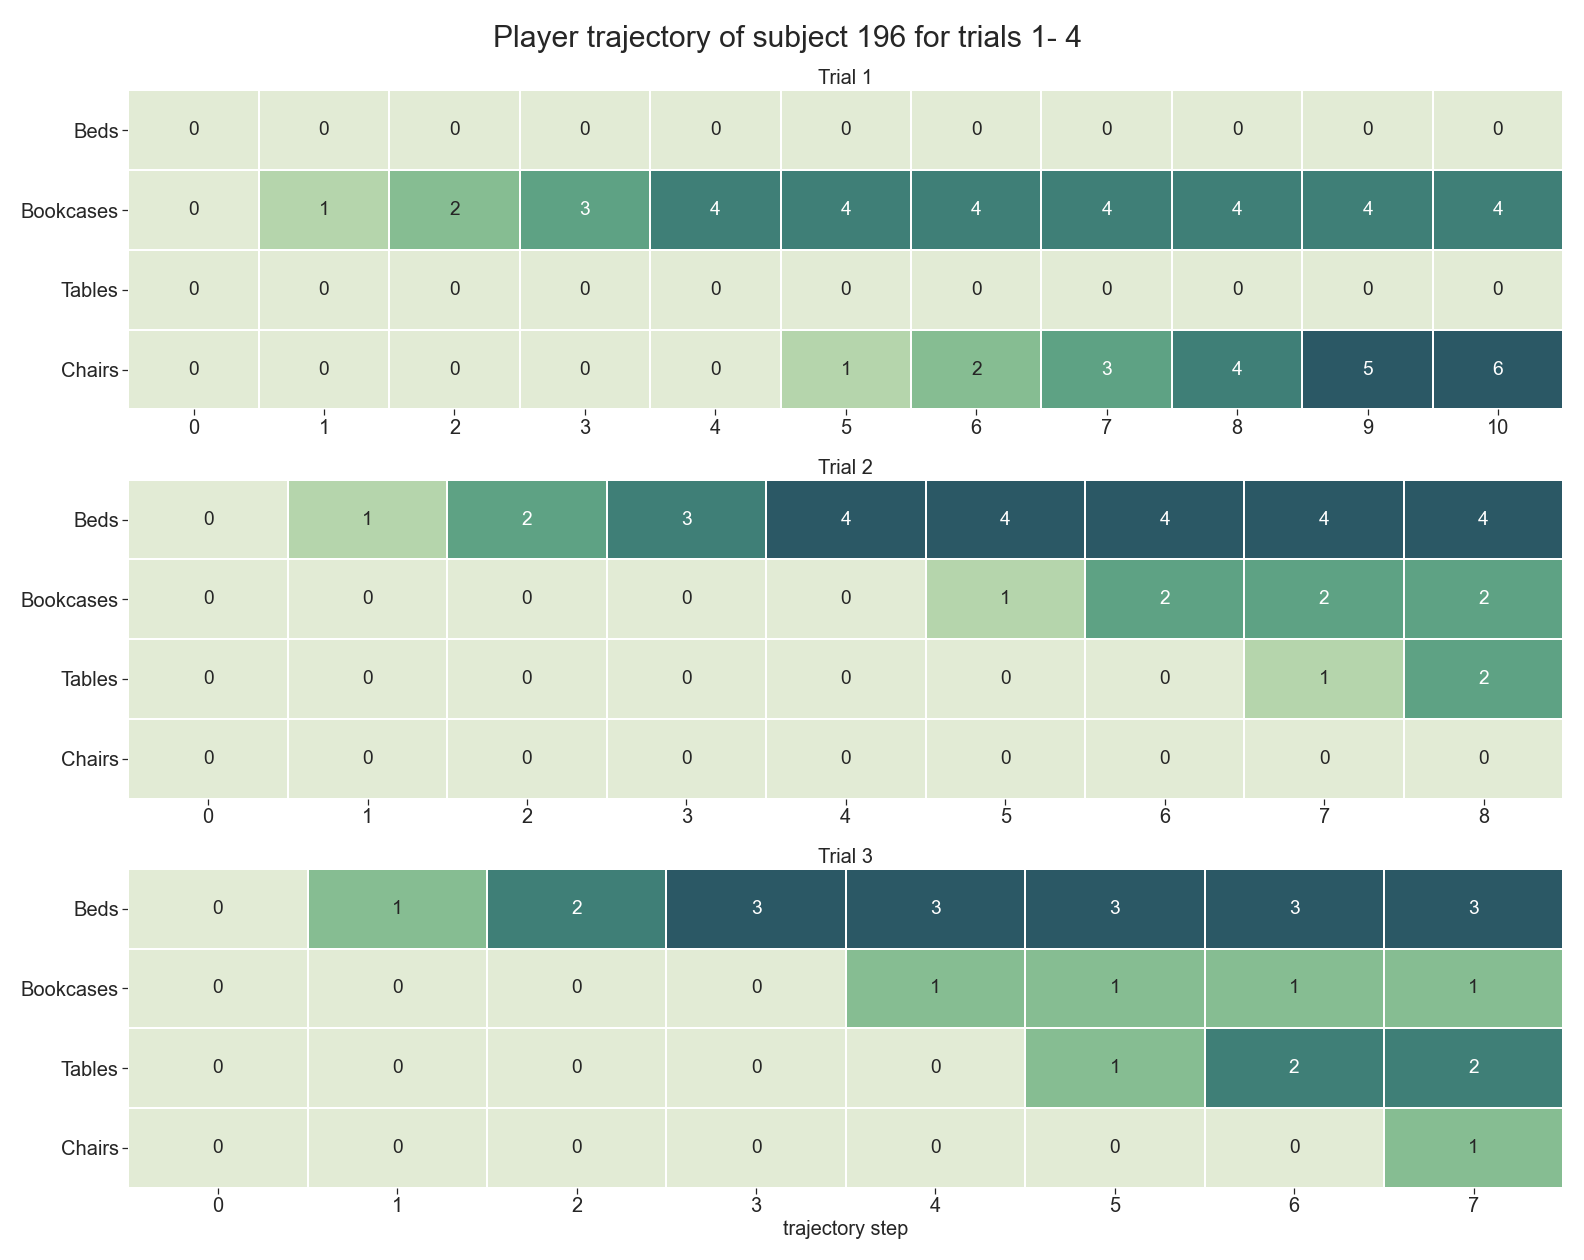 Player trajectory of subject 196 for trials 1- 4
Trial 1
Beds 0 0 0 0 0 0 0 0 0 0 0
Bookcases 0 1 2 3 4 4 4 4 4 4 4
Tables 0 0 0 0 0 0 0 0 0 0 0
Chairs 0 0 0 0 0 1 2 3 4 5 6
0 1 2 3 4 5 6 7 8 9 10
Trial 2
Beds 0 1 2 3 4 4 4 4 4
Bookcases 0 0 0 0 0 1 2 2 2
Tables 0 0 0 0 0 0 0 1 2
Chairs 0 0 0 0 0 0 0 0 0
0 1 2 3 4 5 6 7 8
Trial 3
Beds 0 1 2 3 3 3 3 3
Bookcases 0 0 0 0 1 1 1 1
Tables 0 0 0 0 0 1 2 2
Chairs 0 0 0 0 0 0 0 1
0 1 2 3 4 5 6 7
trajectory step